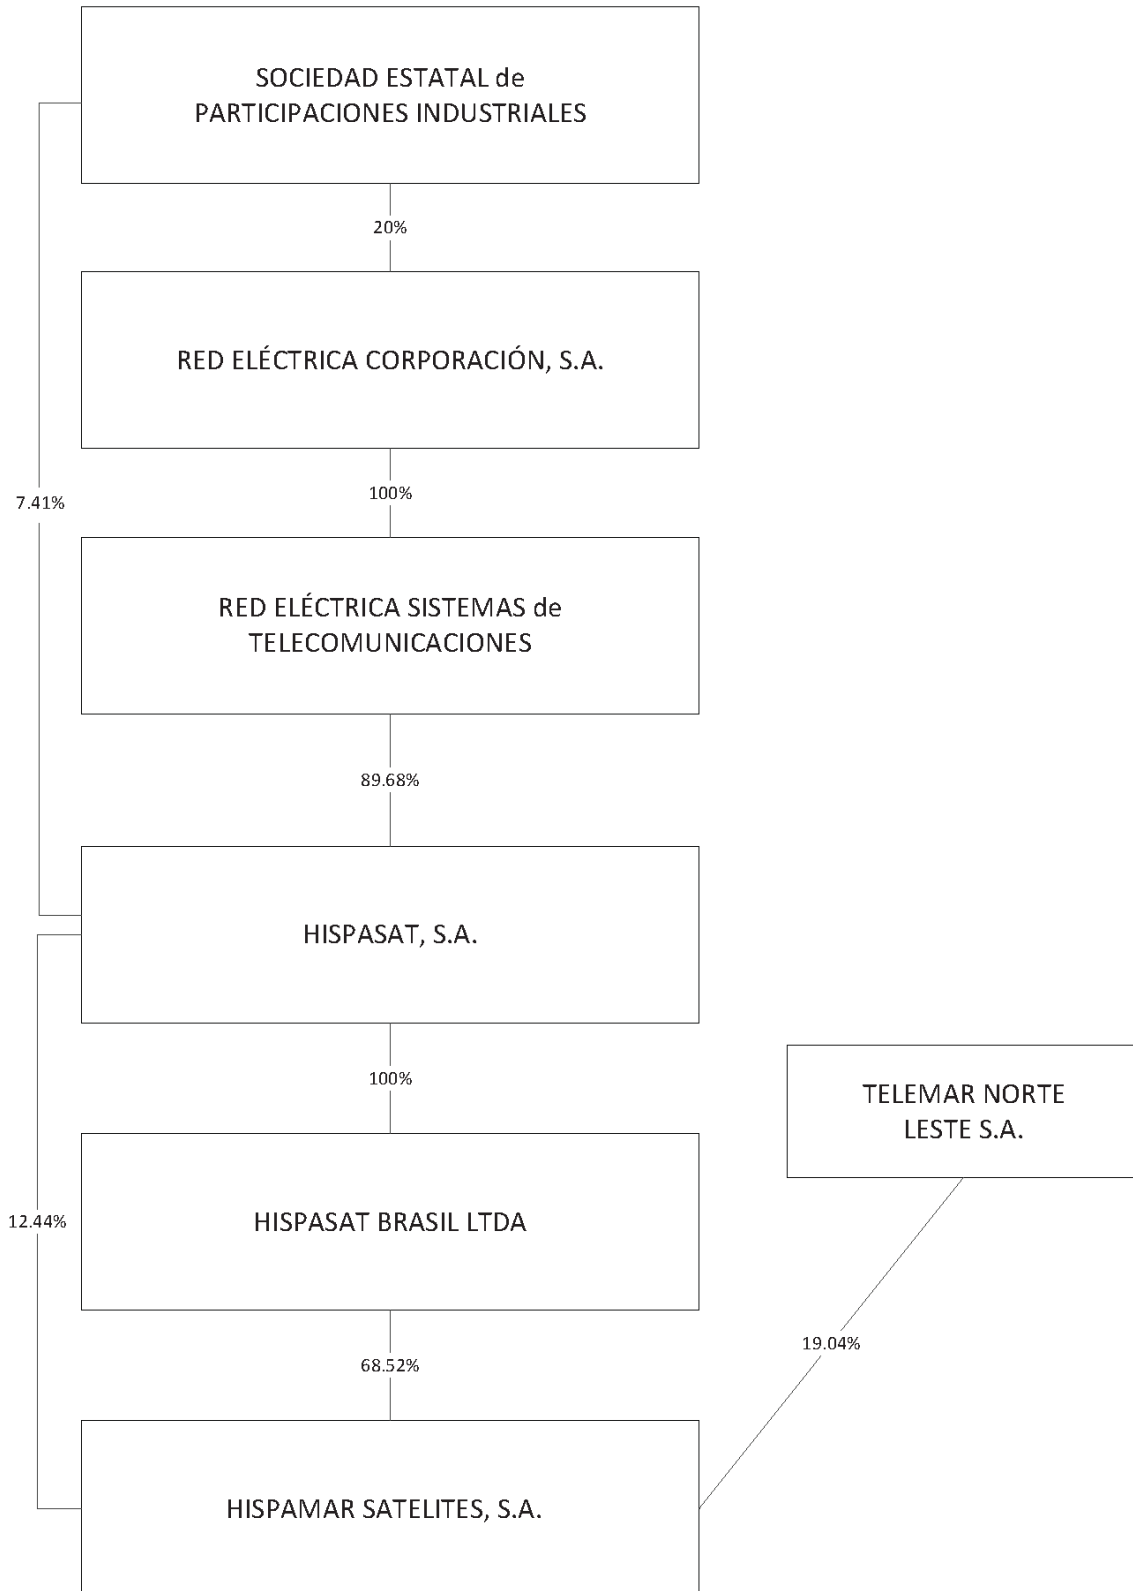 SOCIEDAD ESTATAL de
PARTICIPACIONES INDUSTRIALES
20%
RED ELÉCTRICA CORPORACIÓN, S.A.
7.41%
100%
RED ELÉCTRICA SISTEMAS de
TELECOMUNICACIONES
89.68%
HISPASAT, S.A.
100%
TELEMAR NORTE
LESTE S.A.
12.44%
HISPASAT BRASIL LTDA
19.04%
68.52%
HISPAMAR SATELITES, S.A.